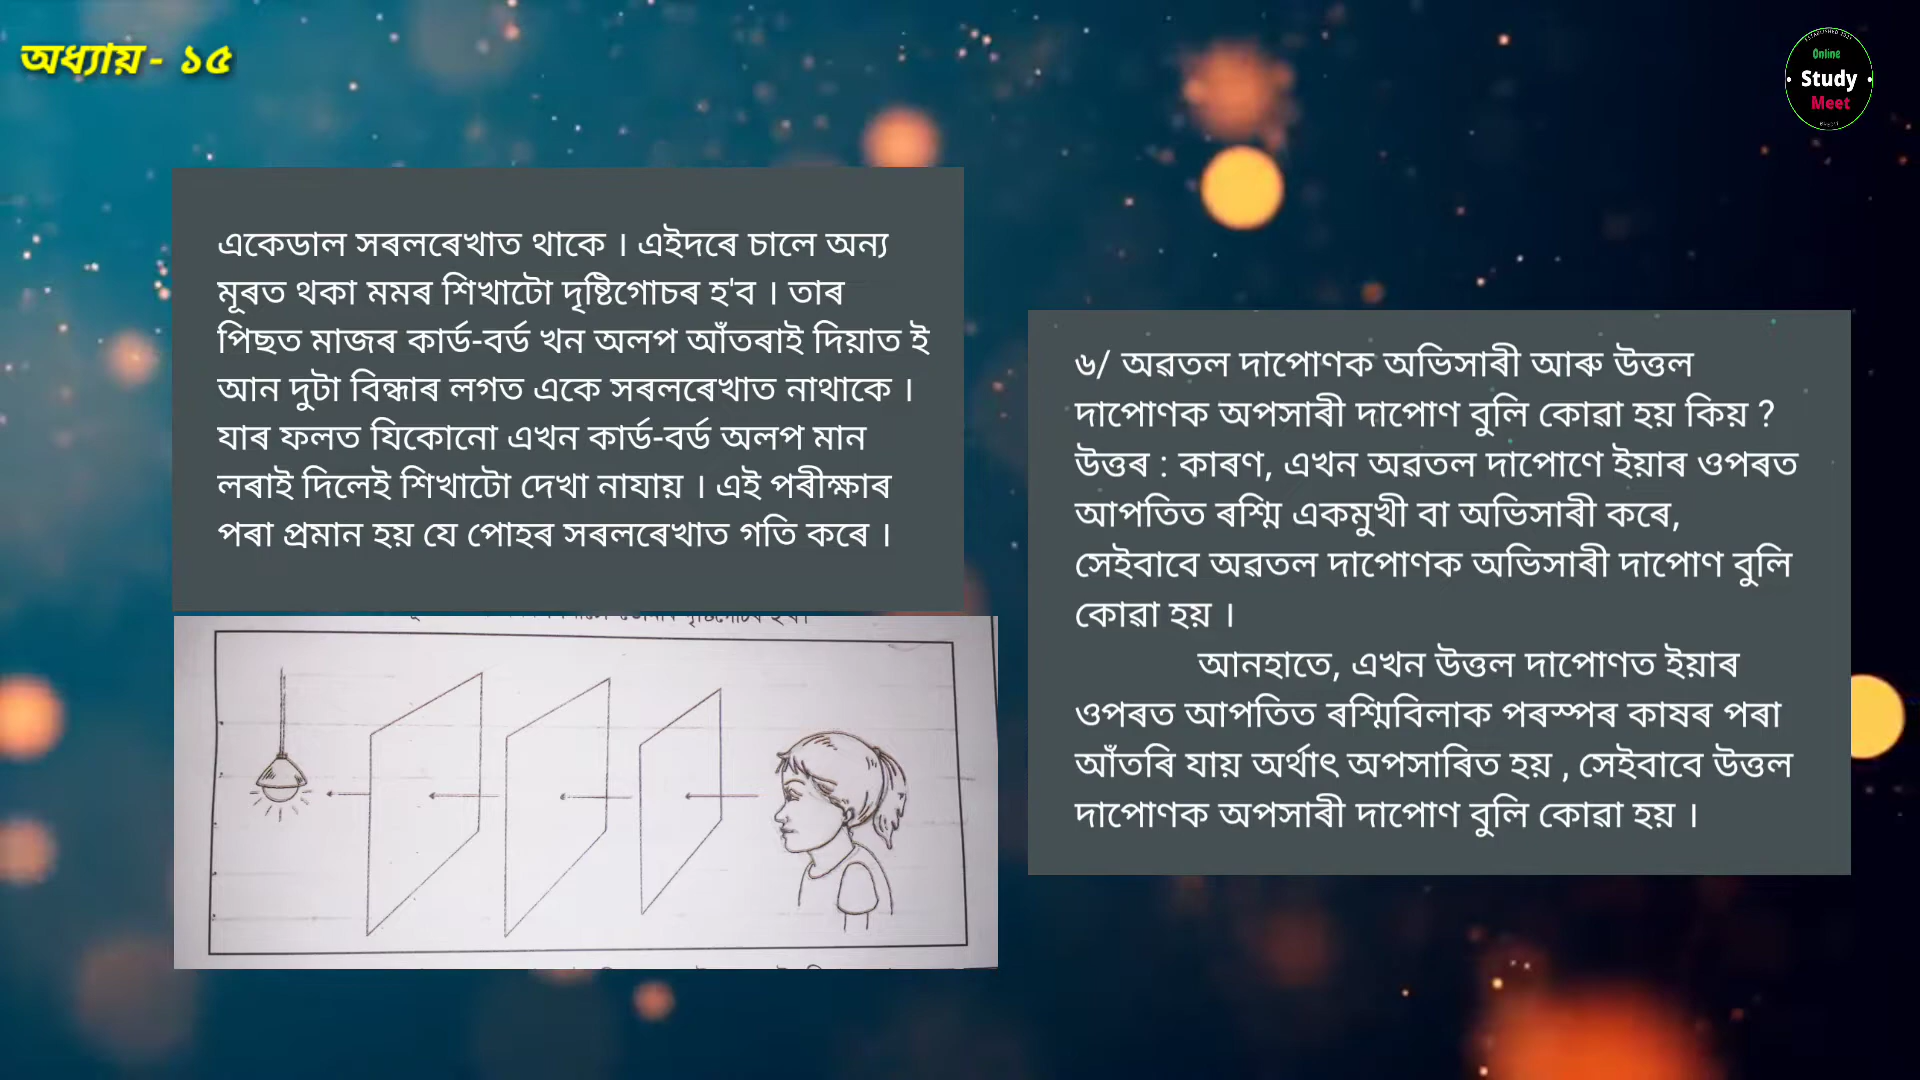 অধ্যায় - ১৫
Online
Study
Meet
একেডাল সৰলৰেখাত থাকে । এইদৰে চালে অন্য
মূৰত থকা মমৰ শিখাটো দৃষ্টিগোচৰ হ'ব । তাৰ
পিছত মাজৰ কাৰ্ড-বৰ্ড খন অলপ আঁতৰাই দিয়াত ই
আন দুটা বিন্ধাৰ লগত একে সৰলৰেখাত নাথাকে ।
যাৰ ফলত যিকোনো এখন কাৰ্ড-বৰ্ড অলপ মান
লৰাই দিলেই শিখাটো দেখা নাযায় । এই পৰীক্ষাৰ
পৰা প্ৰমান হয় যে পোহৰ সৰলৰেখাত গতি কৰে ।
৬/ অৱতল দাপোণক অভিসাৰী আৰু উত্তল
দাপোণক অপসাৰী দাপোণ বুলি কোৱা হয় কিয় ?
উত্তৰ : কাৰণ, এখন অৱতল দাপোণে ইয়াৰ ওপৰত
আপতিত ৰশ্মি একমুখী বা অভিসাৰী কৰে,
সেইবাবে অৱতল দাপোণক অভিসাৰী দাপোণ বুলি
কোৱা হয় ।
আনহাতে, এখন উত্তল দাপোণত ইয়াৰ
ওপৰত আপতিত ৰশ্মিবিলাক পৰস্পৰ কাষৰ পৰা
আঁতৰি যায় অৰ্থাৎ অপসাৰিত হয় , সেইবাবে উত্তল
দাপোণক অপসাৰী দাপোণ বুলি কোৱা হয় ।